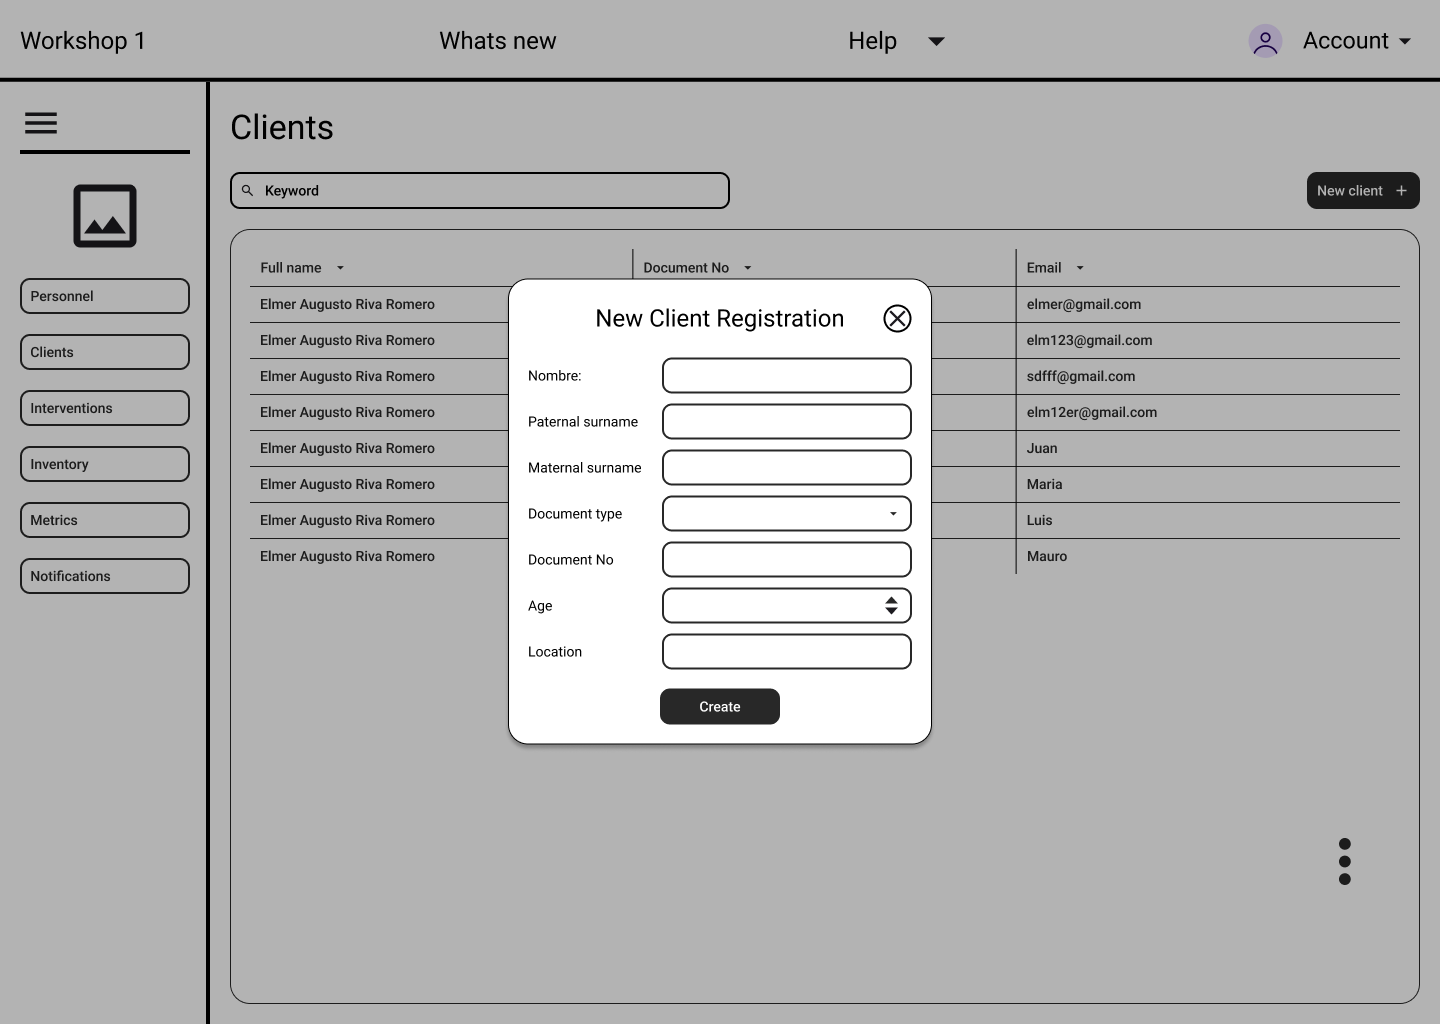 Workshop 1 Whats new Help Account
Clients
Keyword New client
Full name Document No Email
Personnel
Clients
Interventions
Inventory
Metrics
Notifications
Elmer Augusto Riva Romero elmer@gmail.com
Elmer Augusto Riva Romero elm123@gmail.com
Elmer Augusto Riva Romero sdfff@gmail.com
Elmer Augusto Riva Romero elm12er@gmail.com
Elmer Augusto Riva Romero Juan
Elmer Augusto Riva Romero Maria
Elmer Augusto Riva Romero Luis
Elmer Augusto Riva Romero Mauro
New Client Registration
Nombre:
Paternal surname
Maternal surname
Document type
Document No
Age
Location
Create